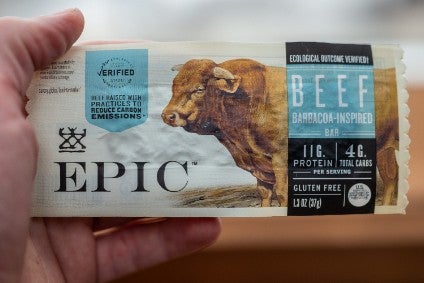 VERIFIED
BEEF RAISED WITH
PRACTICES TO
REDUCE CARBON
EMISSIONS*
EPIC™
ECOLOGICAL OUTCOME VERIFIED†
BEEF
BARBACOA-INSPIRED
BAR
11G. 4G.
PROTEIN TOTAL CARBS
PER SERVING
GLUTEN FREE
1.3 OZ (37g)